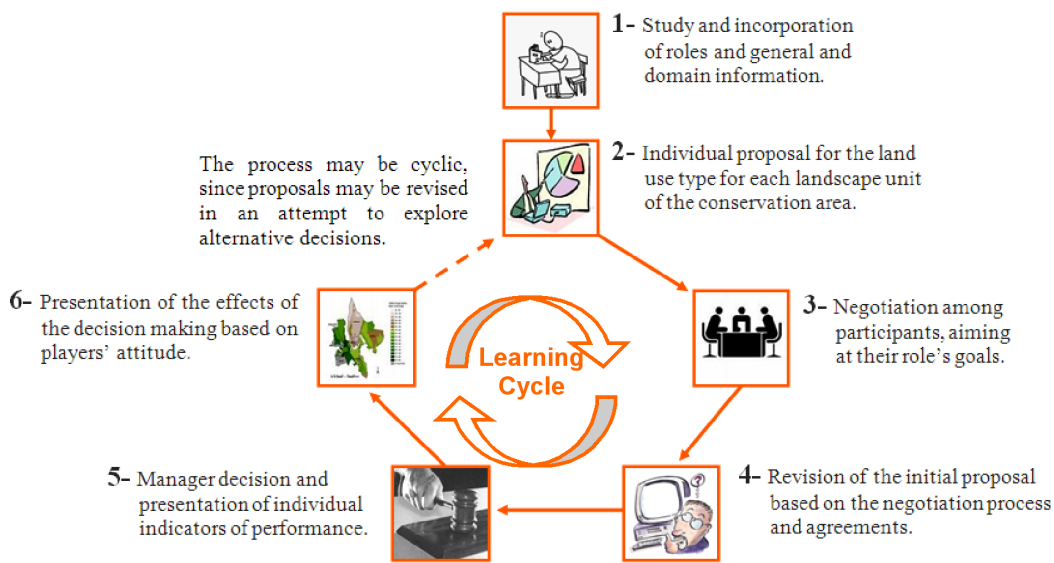 1- Study and incorporation
of roles and general and
domain information.
2- Individual proposal for the land
use type for each landscape unit
of the conservation area.
The process may be cyclic,
since proposals may be revised
in an attempt to explore
alternative decisions.
3- Negotiation among
participants, aiming
at their role's goals.
6- Presentation of the effects of
the decision making based on
players' attitude.
Learning
Cycle
4- Revision of the initial proposal
based on the negotiation process
and agreements.
5- Manager decision and
presentation of individual
indicators of performance.
?